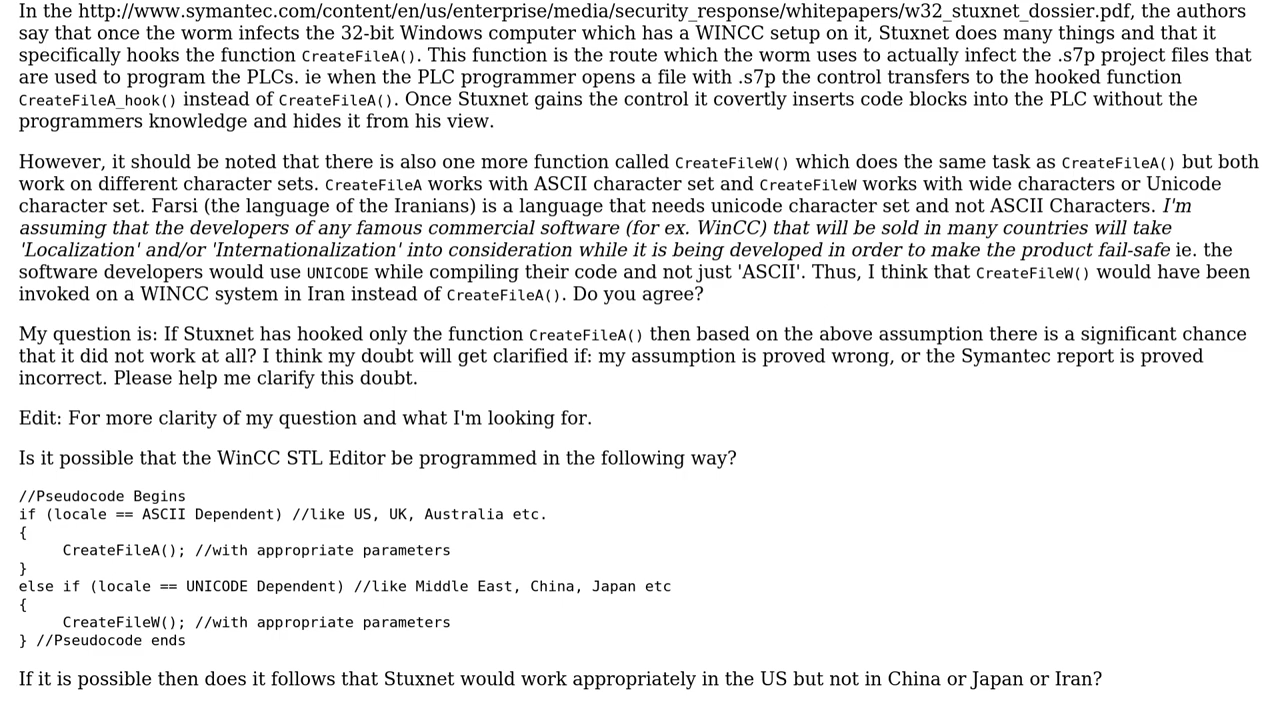 In the http://www.symantec.com/content/en/us/enterprise/media/security_response/whitepapers/w32_stuxnet_dossier.pdf, the authors
say that once the worm infects the 32-bit Windows computer which has a WINCC setup on it, Stuxnet does many things and that it
specifically hooks the function CreateFileA(). This function is the route which the worm uses to actually infect the .s7p project files that
are used to program the PLCs. ie when the PLC programmer opens a file with .s7p the control transfers to the hooked function
CreateFileA_hook() instead of CreateFileA(). Once Stuxnet gains the control it covertly inserts code blocks into the PLC without the
programmers knowledge and hides it from his view.
However, it should be noted that there is also one more function called CreateFileW() which does the same task as CreateFileA() but both
work on different character sets. CreateFileA works with ASCII character set and CreateFileW works with wide characters or Unicode
character set. Farsi (the language of the Iranians) is a language that needs unicode character set and not ASCII Characters. I'm
assuming that the developers of any famous commercial software (for ex. WinCC) that will be sold in many countries will take
'Localization' and/or 'Internationalization' into consideration while it is being developed in order to make the product fail-safe ie. the
software developers would use UNICODE while compiling their code and not just 'ASCII'. Thus, I think that CreateFileW() would have been
invoked on a WINCC system in Iran instead of CreateFileA(). Do you agree?
My question is: If Stuxnet has hooked only the function CreateFileA() then based on the above assumption there is a significant chance
that it did not work at all? I think my doubt will get clarified if: my assumption is proved wrong, or the Symantec report is proved
incorrect. Please help me clarify this doubt.
Edit: For more clarity of my question and what I'm looking for.
Is it possible that the WinCC STL Editor be programmed in the following way?
//Pseudocode Begins
if (locale == ASCII Dependent) //like US, UK, Australia etc.
{
     CreateFileA(); //with appropriate parameters
}
else if (locale == UNICODE Dependent) //like Middle East, China, Japan etc
{
     CreateFileW(); //with appropriate parameters
} //Pseudocode ends
If it is possible then does it follows that Stuxnet would work appropriately in the US but not in China or Japan or Iran?